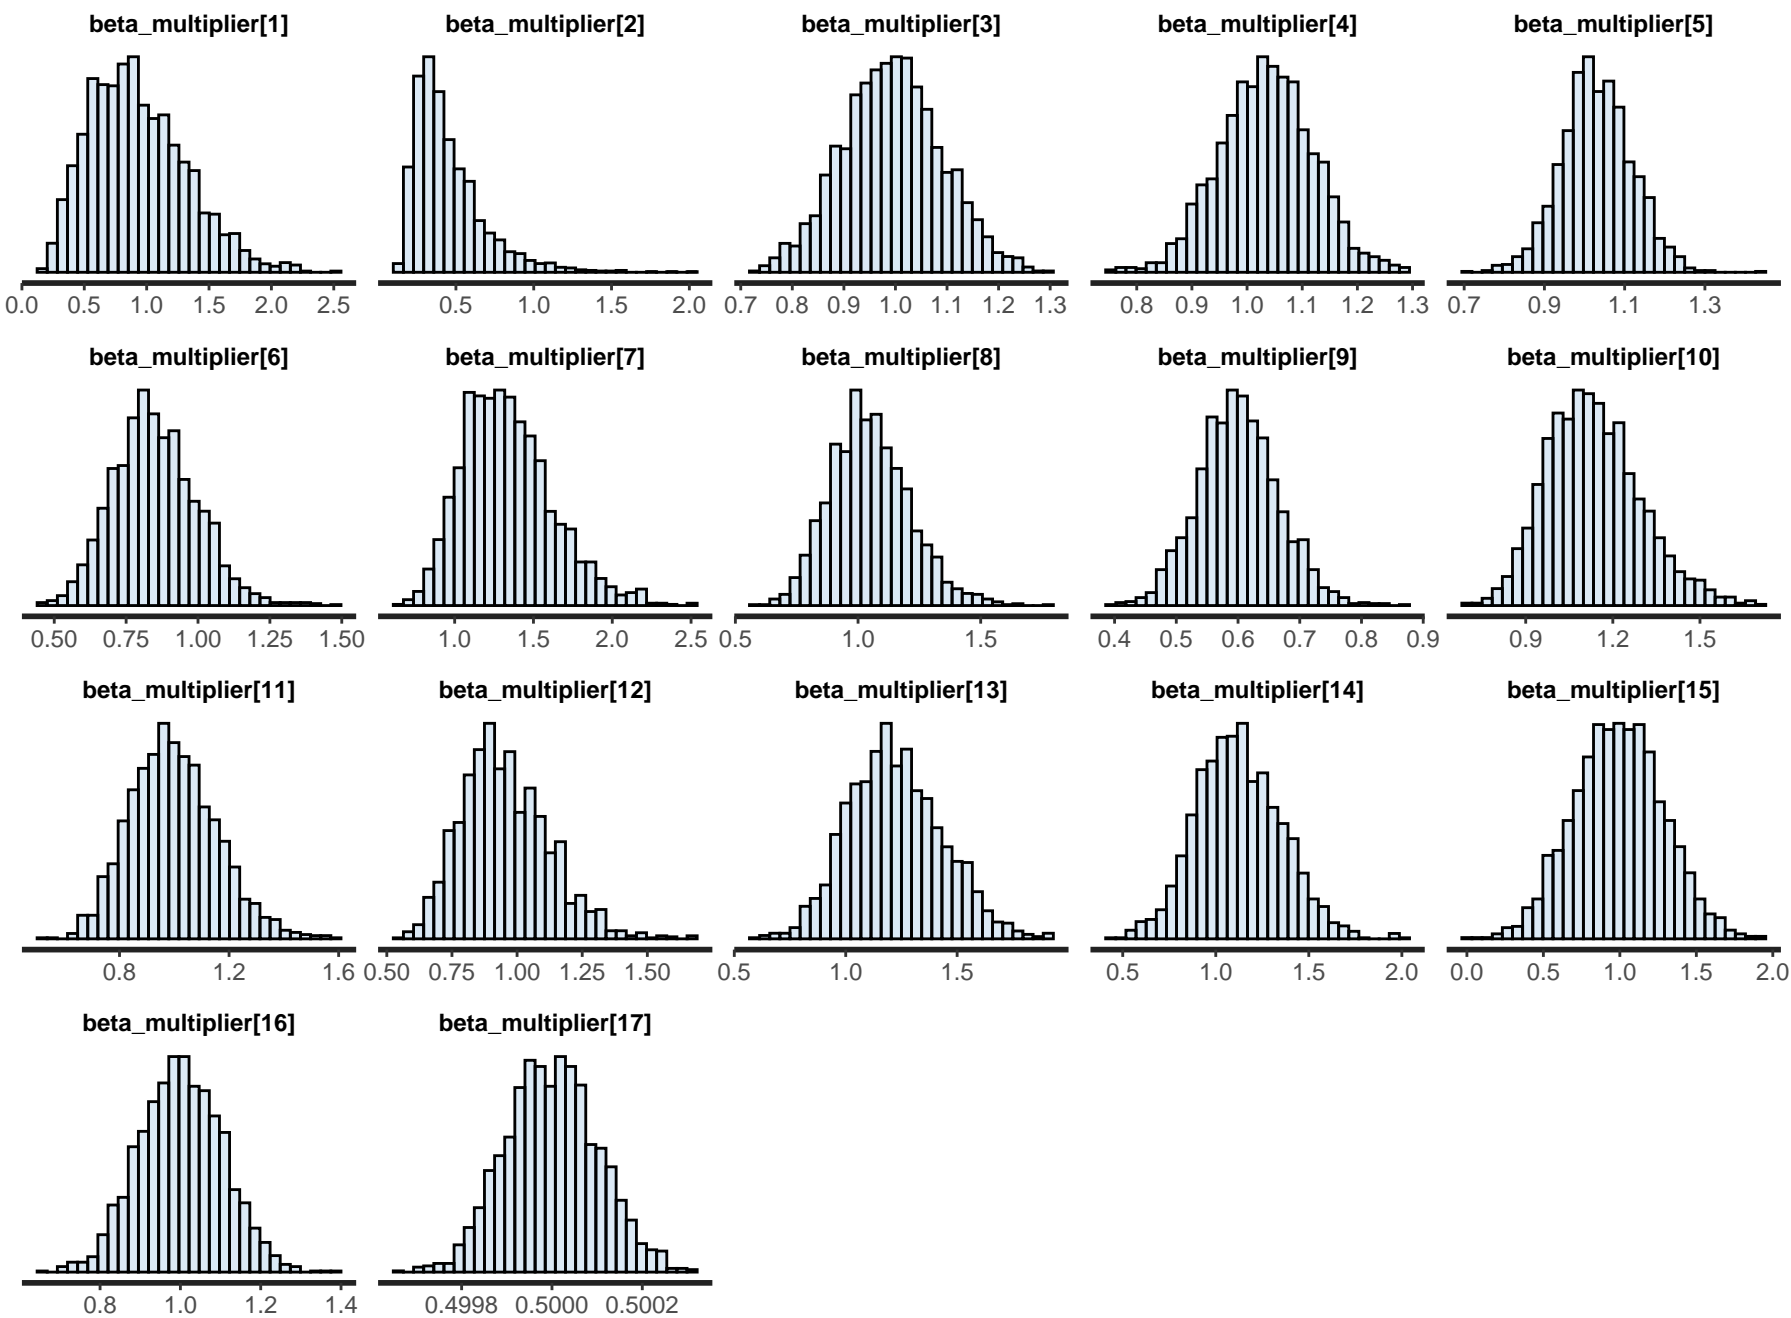 beta_multiplier[1] beta_multiplier[2] beta_multiplier[3] beta_multiplier[4] beta_multiplier[5]
0.0 0.5 1.0 1.5 2.0 2.5 0.5 1.0 1.5 2.0 0.7 0.8 0.9 1.0 1.1 1.2 1.3 0.8 0.9 1.0 1.1 1.2 1.3 0.7 0.9 1.1 1.3
beta_multiplier[6] beta_multiplier[7] beta_multiplier[8] beta_multiplier[9] beta_multiplier[10]
0.50 0.75 1.00 1.25 1.50 1.0 1.5 2.0 2.5 0.5 1.0 1.5 0.4 0.5 0.6 0.7 0.8 0.9 0.9 1.2 1.5
beta_multiplier[11] beta_multiplier[12] beta_multiplier[13] beta_multiplier[14] beta_multiplier[15]
0.8 1.2 1.6 0.50 0.75 1.00 1.25 1.50 0.5 1.0 1.5 0.5 1.0 1.5 2.0 0.0 0.5 1.0 1.5 2.0
beta_multiplier[16] beta_multiplier[17]
0.8 1.0 1.2 1.4 0.4998 0.5000 0.5002